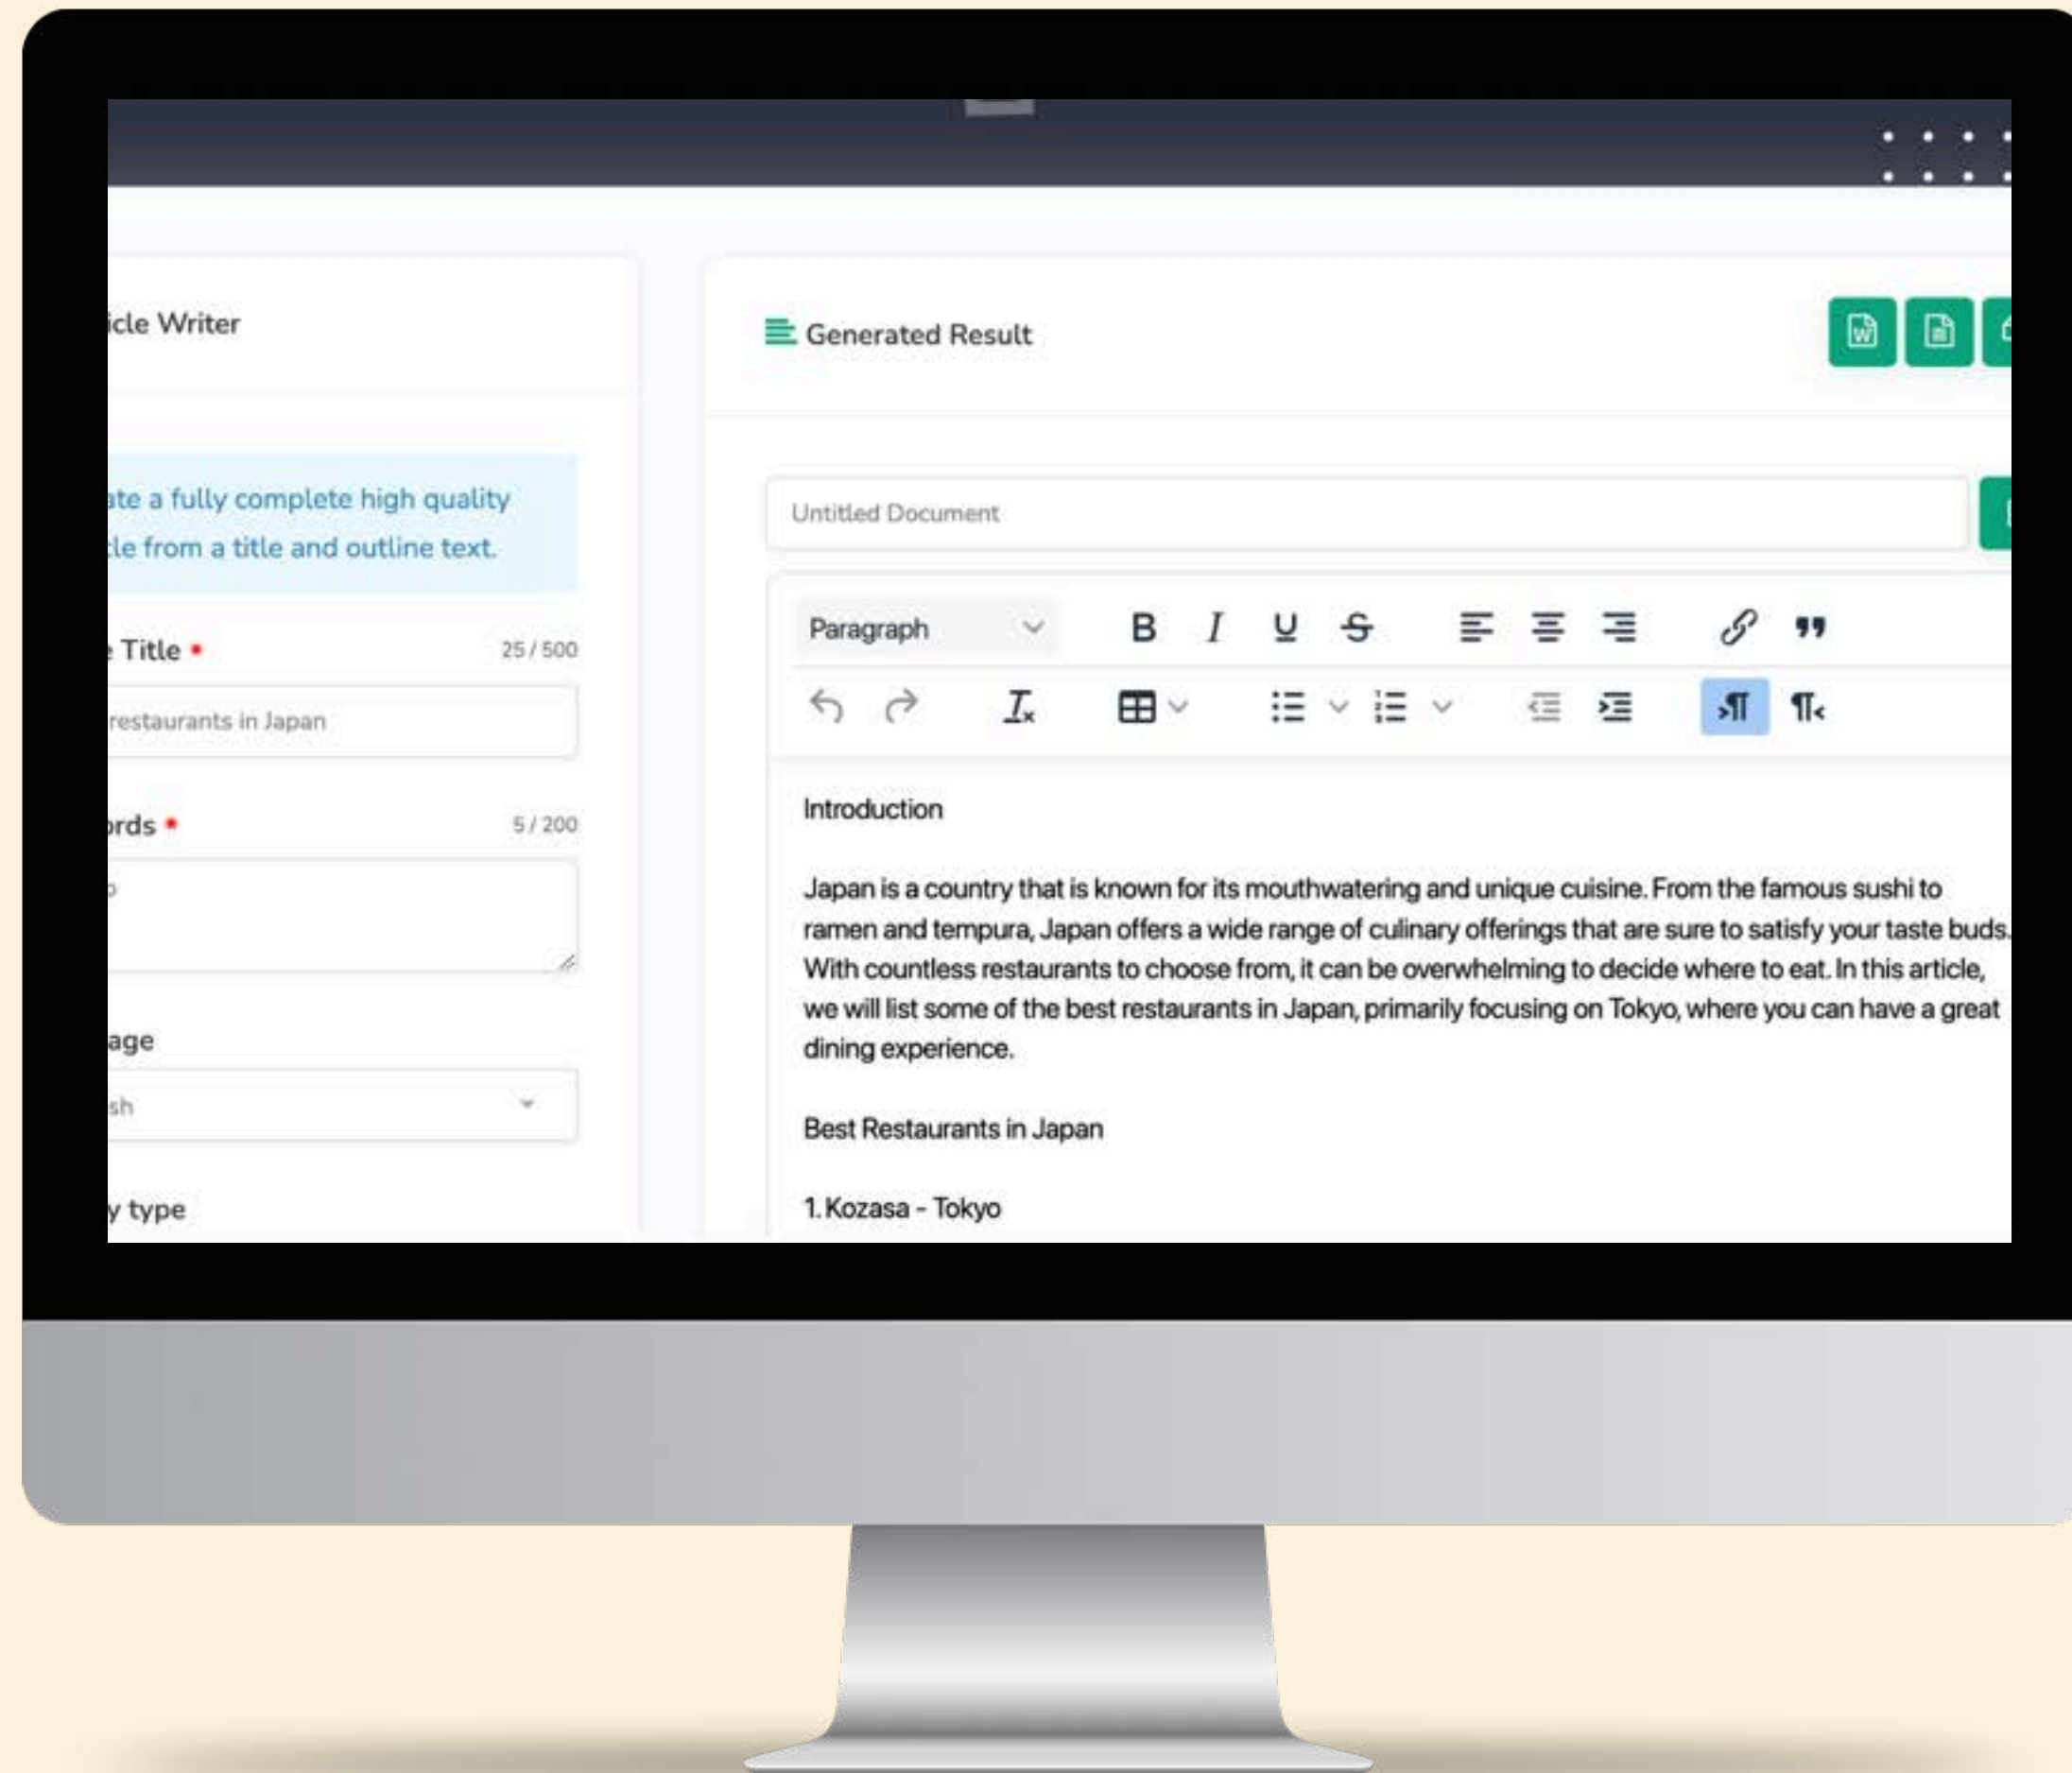 icle Writer
ate a fully complete high quality
cle from a title and outline text.
e Title •
25 / 500
restaurants in Japan
ords •
5 / 200
o
age
sh
y type
Generated Result
Untitled Document
Paragraph
Introduction
Japan is a country that is known for its mouthwatering and unique cuisine. From the famous sushi to
ramen and tempura, Japan offers a wide range of culinary offerings that are sure to satisfy your taste buds.
With countless restaurants to choose from, it can be overwhelming to decide where to eat. In this article,
we will list some of the best restaurants in Japan, primarily focusing on Tokyo, where you can have a great
dining experience.
Best Restaurants in Japan
1. Kozasa - Tokyo